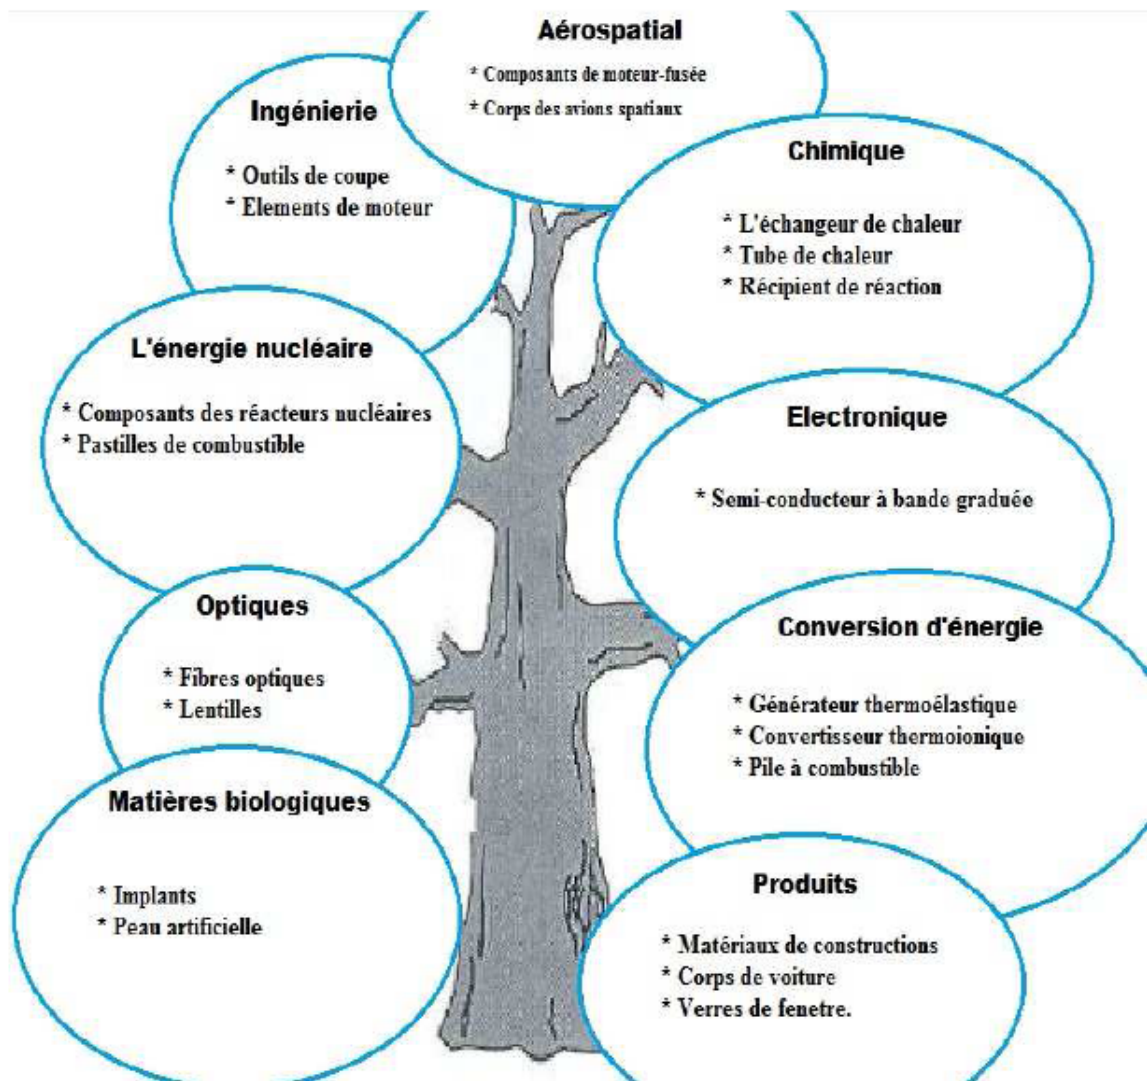 Aérospatial
* Composants de moteur-fusée
* Corps des avions spatiaux
Ingénierie
* Outils de coupe
* Elements de moteur
Chimique
* L'échangeur de chaleur
* Tube de chaleur
* Récipient de réaction
L'énergie nucléaire
* Composants des réacteurs nucléaires
* Pastilles de combustible
Electronique
* Semi-conducteur à bande graduée
Optiques
* Fibres optiques
* Lentilles
Conversion d'énergie
* Générateur thermoélastique
* Convertisseur thermoionique
* Pile à combustible
Matières biologiques
* Implants
* Peau artificielle
Produits
* Matériaux de constructions
* Corps de voiture
* Verres de fenetre.